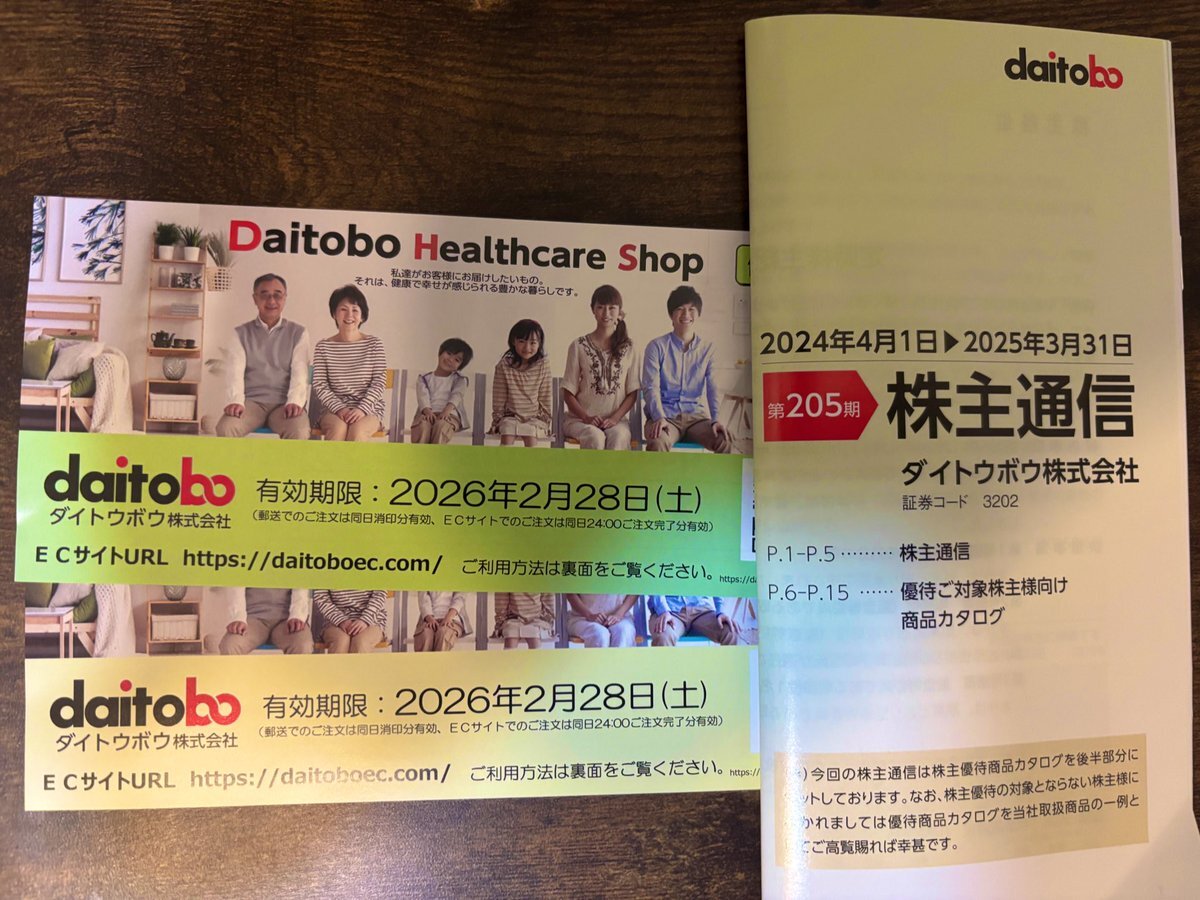 Daitobo Healthcare Shop
私達がお客様にお届けしたいもの。
それは、健康で幸せが感じられる豊かな暮らしです。
daitobo
ダイトウボウ株式会社
有効期限：2026年2月28日(土)
（郵送でのご注文は同日消印分有効、ＥＣサイトでのご注文は同日24:00ご注文完了分有効）
ＥＣサイトURL https://daitoboec.com/ ご利用方法は裏面をご覧ください。
daitobo
ダイトウボウ株式会社
有効期限：2026年2月28日(土)
（郵送でのご注文は同日消印分有効、ＥＣサイトでのご注文は同日24:00ご注文完了分有効）
ＥＣサイトURL https://daitoboec.com/ ご利用方法は裏面をご覧ください。
daitobo
2024年4月1日▶2025年3月31日
第205期 株主通信
ダイトウボウ株式会社
証券コード 3202
P.1–P.5 ……… 株主通信
P.6–P.15 …… 優待ご対象株主様向け
商品カタログ
）今回の株主通信は株主優待商品カタログを後半部分に
ットしております。なお、株主優待の対象とならない株主様に
かれましては優待商品カタログを当社取扱商品の一例と
てご高覧賜れば幸甚です。